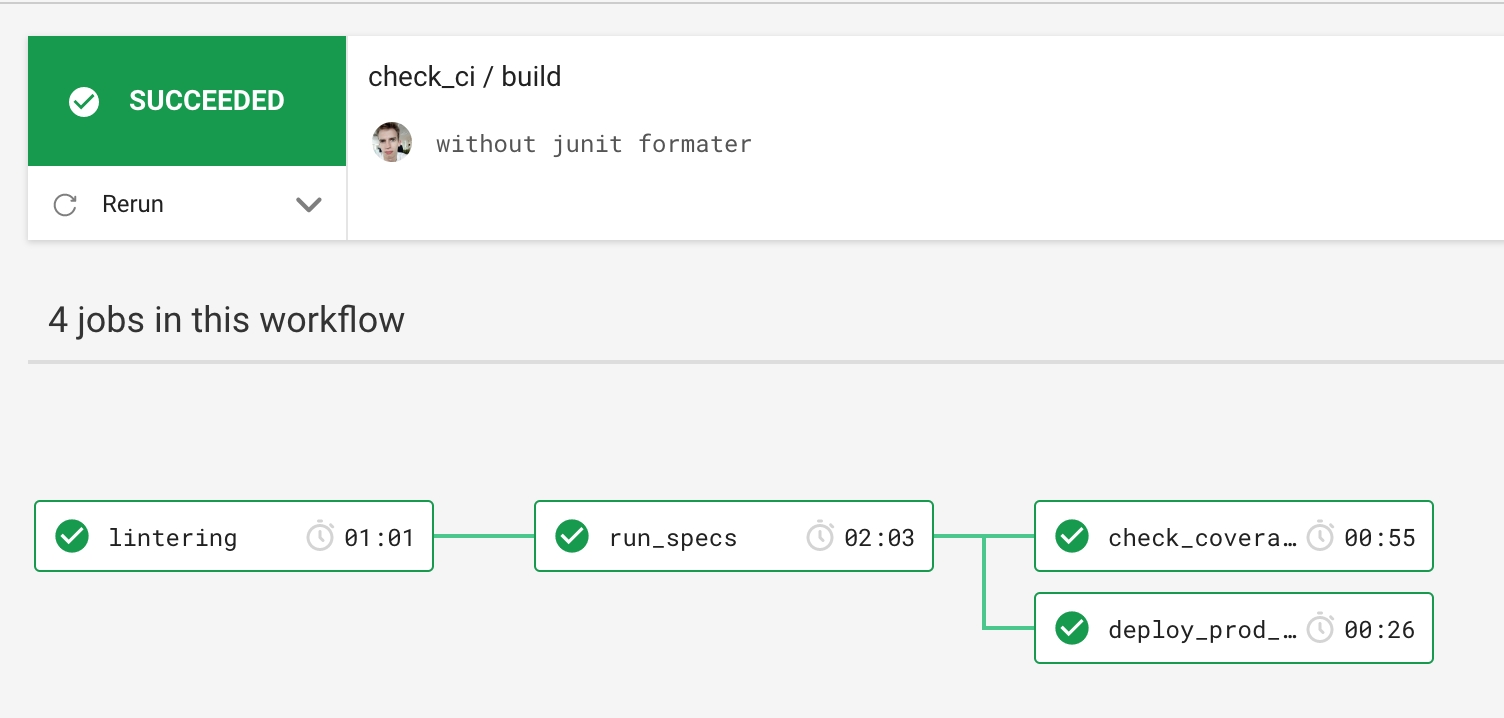 SUCCEEDED
check_ci / build
without junit formater
Rerun
4 jobs in this workflow
lintering 01:01
run_specs 02:03
check_covera… 00:55
deploy_prod_… 00:26